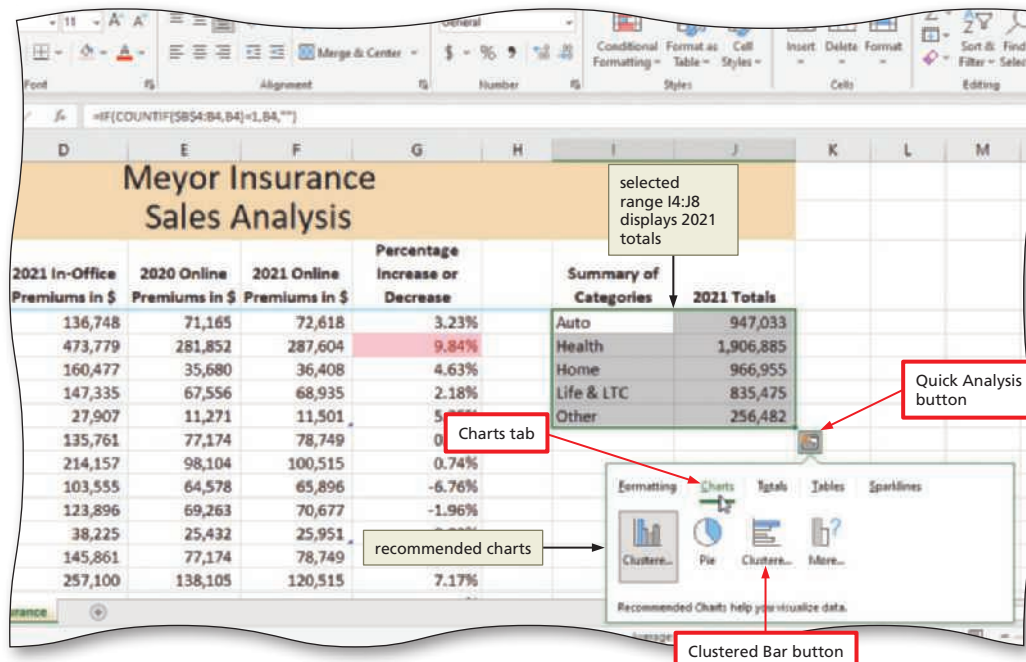 11 A A General
Merge & Center $ % 9 Conditional Format as Cell Insert Delete Format Sort & Find
Formatting Table Styles Filter Selec
Font Alignment Number Styles Cells Editing
fx =IF(COUNTIF($B$4:B4,B4)=1,B4,"")
D E F G H I J K L M
Meyor Insurance
Sales Analysis
selected
range I4:J8
displays 2021
totals
Percentage
2021 In-Office 2020 Online 2021 Online Increase or Summary of
Premiums in $ Premiums in $ Premiums in $ Decrease Categories 2021 Totals
136,748 71,165 72,618 3.23% Auto 947,033
473,779 281,852 287,604 9.84% Health 1,906,885
160,477 35,680 36,408 4.63% Home 966,955
147,335 67,556 68,935 2.18% Life & LTC 835,475
27,907 11,271 11,501 Other 256,482
Quick Analysis
button
Charts tab
135,761 77,174 78,749
214,157 98,104 100,515 0.74%
103,555 64,578 65,896 -6.76%
123,896 69,263 70,677 -1.96%
38,225 25,432 25,951
145,861 77,174 78,749
257,100 138,105 120,515 7.17%
Formatting Charts Totals Tables Sparklines
Clustere... Pie Clustere... More...
recommended charts
Recommended Charts help you visualize data.
urance
Average
Clustered Bar button